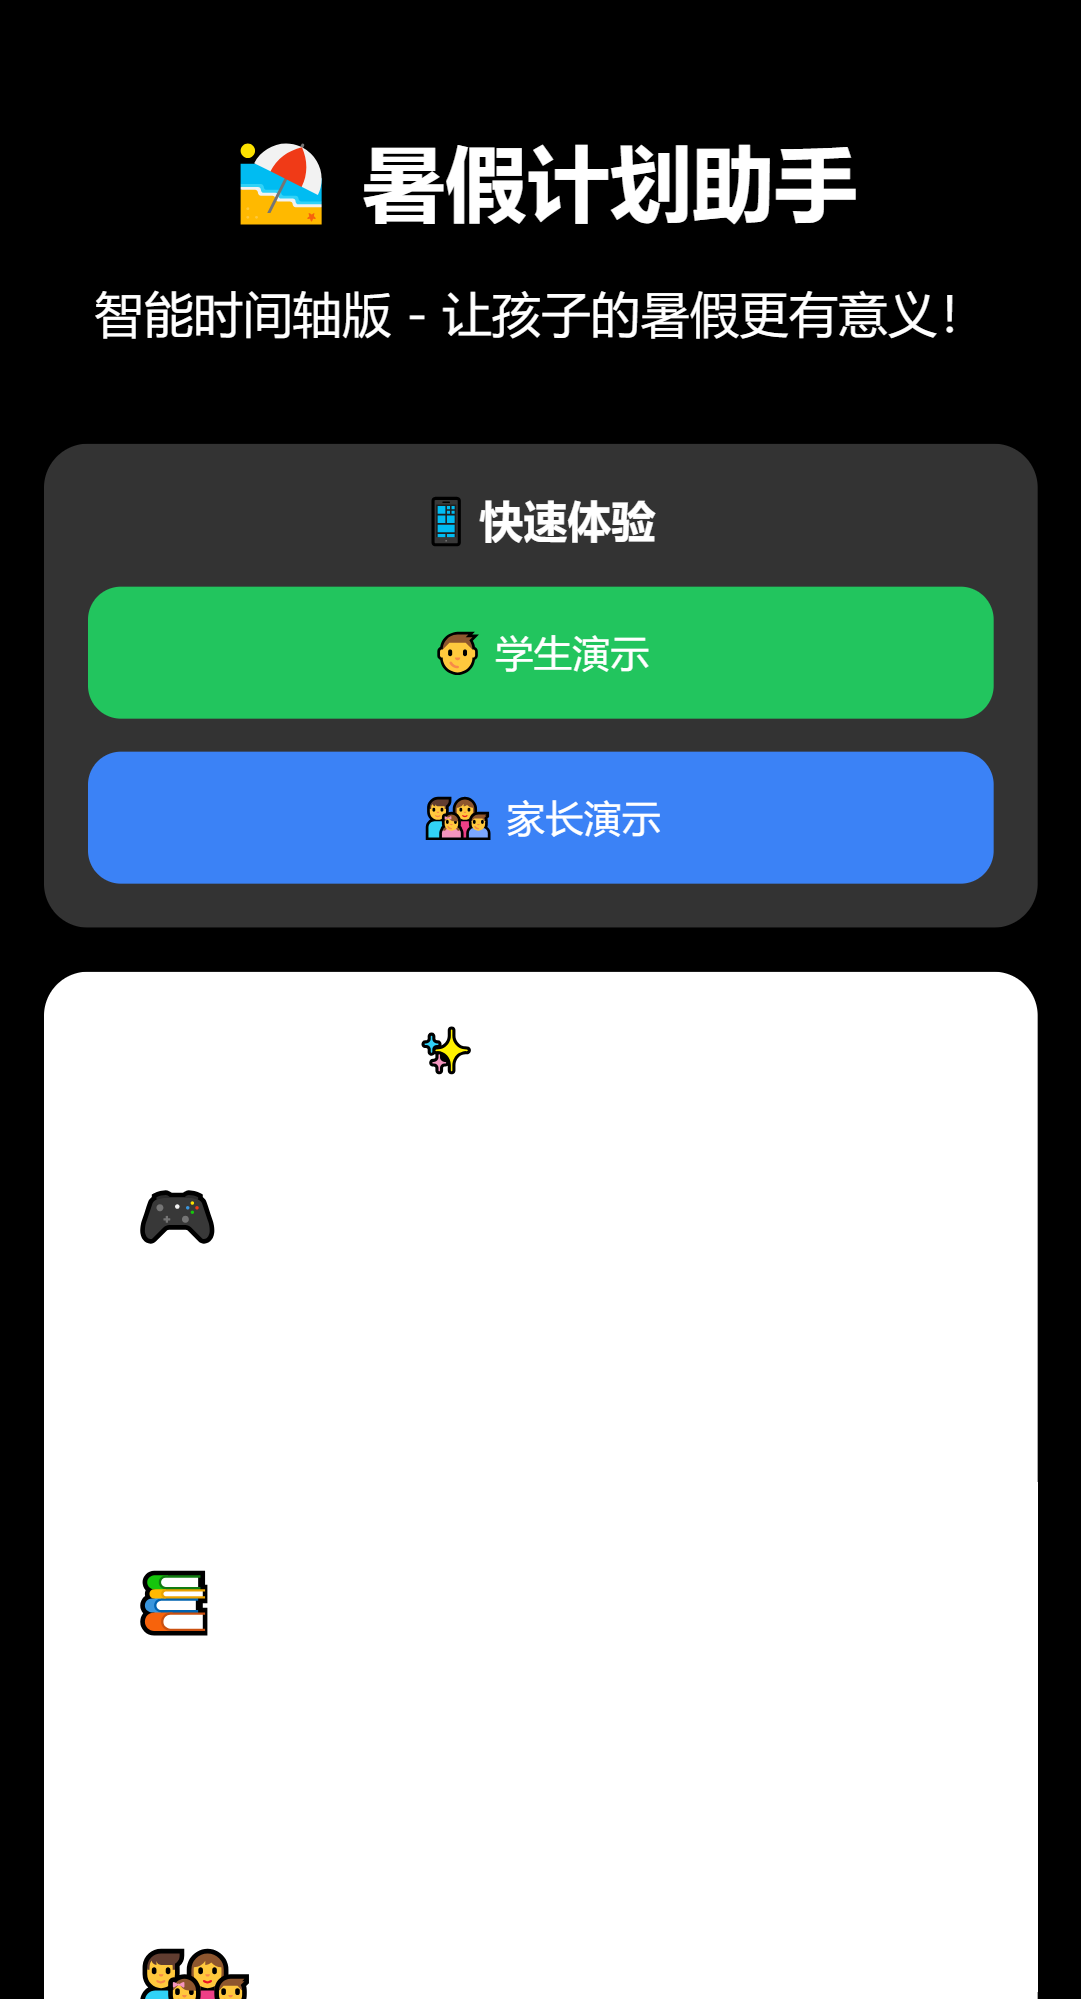 暑假计划助手
智能时间轴版 - 让孩子的暑假更有意义！
快速体验
学生演示
家长演示